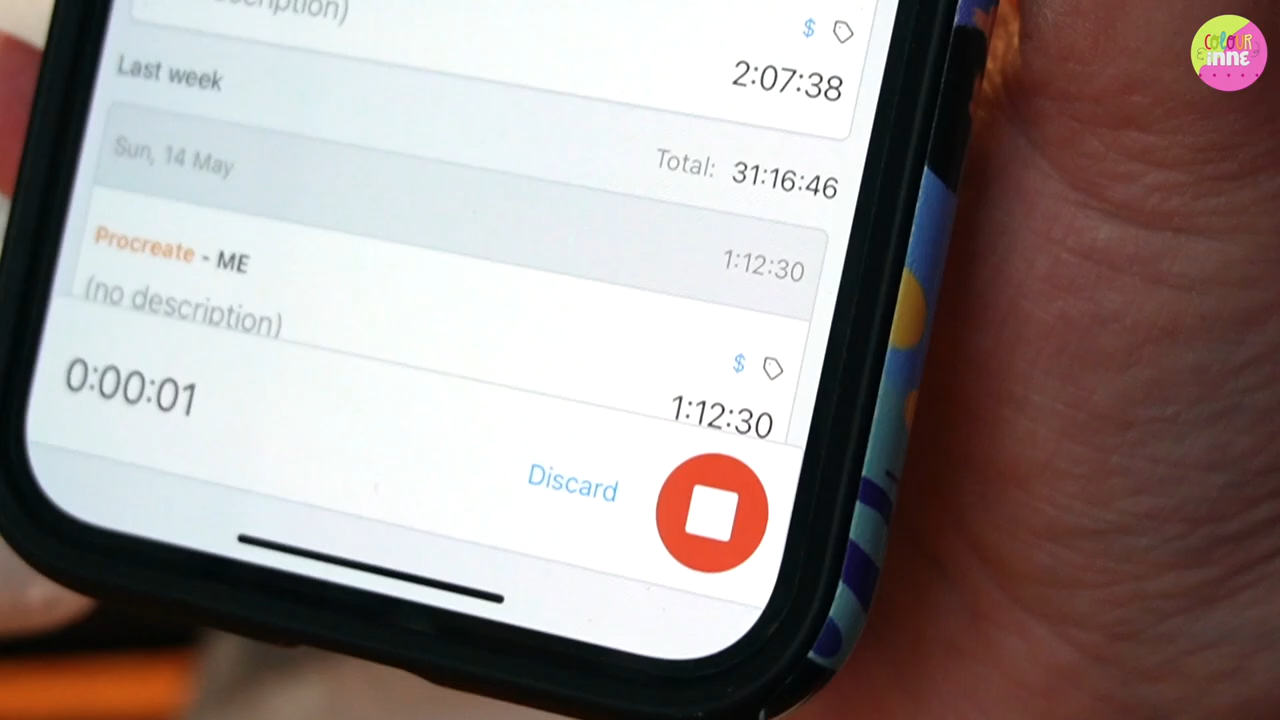 $
2:07:38
Last week
Total: 31:16:46
Sun, 14 May
1:12:30
Procreate - ME
(no description)
$
1:12:30
0:00:01
Discard
COLOUR
inne